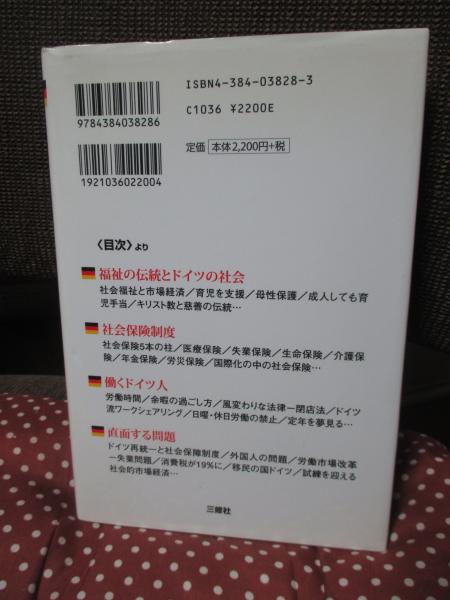 ISBN4-384-03828-3
C1036 ¥2200E
9784384038286
定価 本体2,200円+税
1921036022004
〈目次〉より
福祉の伝統とドイツの社会
社会福祉と市場経済／育児を支援／母性保護／成人しても育
児手当／キリスト教と慈善の伝統…
社会保険制度
社会保険5本の柱／医療保険／失業保険／生命保険／介護保
険／年金保険／労災保険／国際化の中の社会保険…
働くドイツ人
労働時間／余暇の過ごし方／風変わりな法律ー閉店法／ドイツ
流ワークシェアリング／日曜・休日労働の禁止／定年を夢見る…
直面する問題
ドイツ再統一と社会保障制度／外国人の問題／労働市場改革
ー失業問題／消費税が19%に／移民の国ドイツ／試練を迎える
社会的市場経済…
三修社